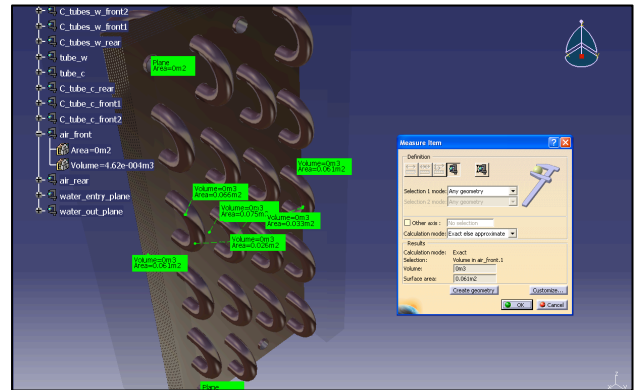 C_tubes_w_front2
C_tubes_w_front1
C_tubes_w_rear
tube_w
tube_c
C_tube_c_rear
C_tube_c_front1
C_tube_c_front2
air_front
Area=0m2
Volume=4.62e-004m3
air_rear
water_entry_plane
water_out_plane
Plane
Area=0m2
Volume=0m3
Area=0.061m2
Volume=0m3
Area=0.066m2
Volume=0m3
Area=0.075m2
Volume=0m3
Area=0.033m2
Volume=0m3
Area=0.026m2
Volume=0m3
Area=0.061m2
Plane
Measure Item
Definition
Selection 1 mode: Any geometry
Selection 2 mode: Any geometry
Other axis : No selection
Calculation mode: Exact else approximate
Results
Calculation mode: Exact
Selection: Volume in air_front.1
Volume: 0m3
Surface area: 0.061m2
Create geometry
Customize...
OK
Cancel